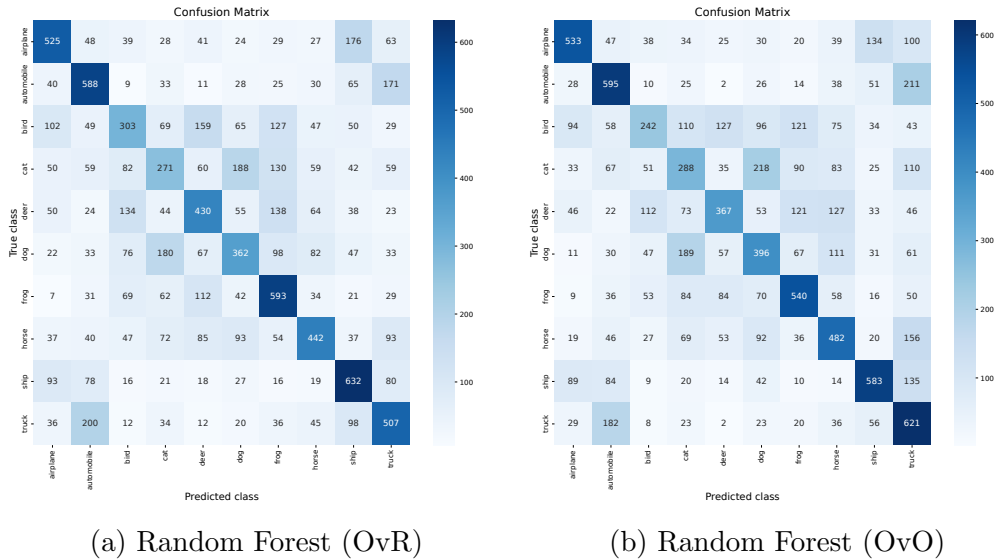 Confusion Matrix
True class
airplane 525 48 39 28 41 24 29 27 176 63
automobile 40 588 9 33 11 28 25 30 65 171
bird 102 49 303 69 159 65 127 47 50 29
cat 50 59 82 271 60 188 130 59 42 59
deer 50 24 134 44 430 55 138 64 38 23
dog 22 33 76 180 67 362 98 82 47 33
frog 7 31 69 62 112 42 593 34 21 29
horse 37 40 47 72 85 93 54 442 37 93
ship 93 78 16 21 18 27 16 19 632 80
truck 36 200 12 34 12 20 36 45 98 507
airplane automobile bird cat deer dog frog horse ship truck
Predicted class
600
500
400
300
200
100
(a) Random Forest (OvR)
Confusion Matrix
True class
airplane 533 47 38 34 25 30 20 39 134 100
automobile 28 595 10 25 2 26 14 38 51 211
bird 94 58 242 110 127 96 121 75 34 43
cat 33 67 51 288 35 218 90 83 25 110
deer 46 22 112 73 367 53 121 127 33 46
dog 11 30 47 189 57 396 67 111 31 61
frog 9 36 53 84 84 70 540 58 16 50
horse 19 46 27 69 53 92 36 482 20 156
ship 89 84 9 20 14 42 10 14 583 135
truck 29 182 8 23 2 23 20 36 56 621
airplane automobile bird cat deer dog frog horse ship truck
Predicted class
600
500
400
300
200
100
(b) Random Forest (OvO)